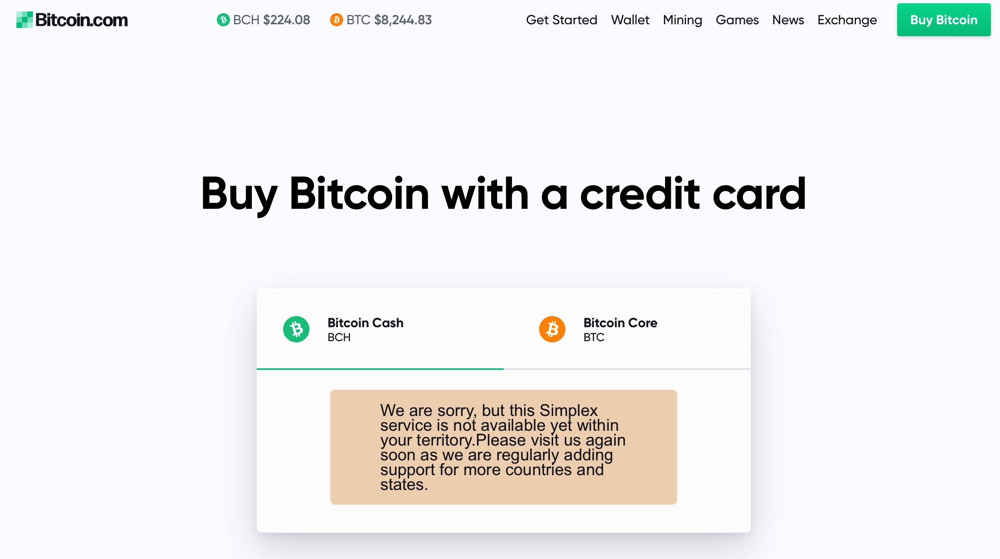 Bitcoin.com
BCH $224.08
BTC $8,244.83
Get Started
Wallet
Mining
Games
News
Exchange
Buy Bitcoin
Buy Bitcoin with a credit card
Bitcoin Cash
BCH
Bitcoin Core
BTC
We are sorry, but this Simplex
service is not available yet within
your territory.Please visit us again
soon as we are regularly adding
support for more countries and
states.